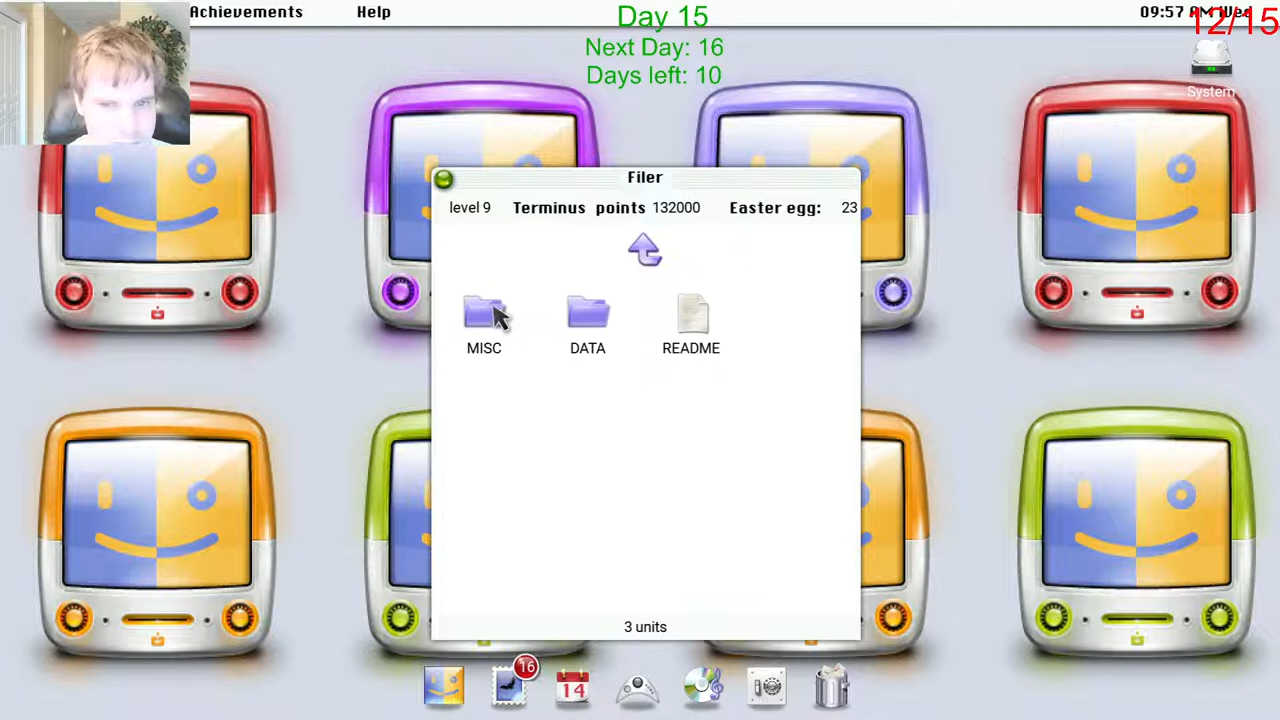 Achievements Help
Day 15
Next Day: 16
Days left: 10
09:57 AM Wed
12/15
System
Filer
level 9 Terminus points 132000 Easter egg: 23
MISC DATA README
3 units
16
14